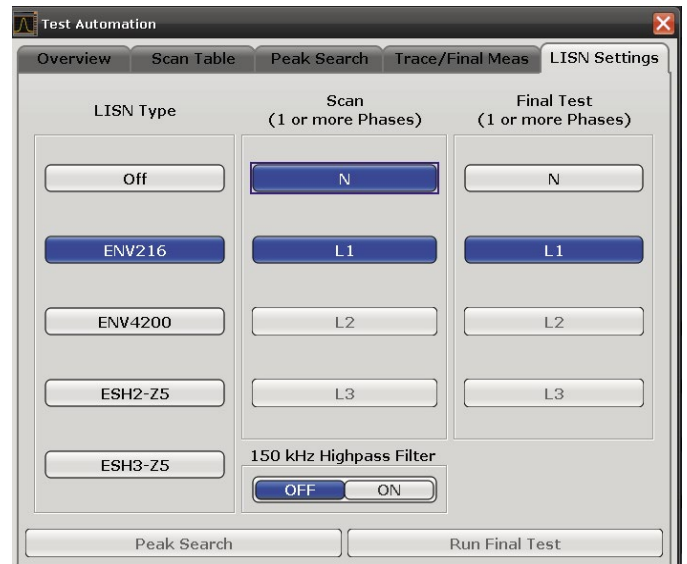 Test Automation
Overview Scan Table Peak Search Trace/Final Meas LISN Settings
LISN Type
Scan
(1 or more Phases)
Final Test
(1 or more Phases)
Off N N
ENV216 L1 L1
ENV4200 L2 L2
ESH2-Z5 L3 L3
ESH3-Z5
150 kHz Highpass Filter
OFF ON
Peak Search Run Final Test